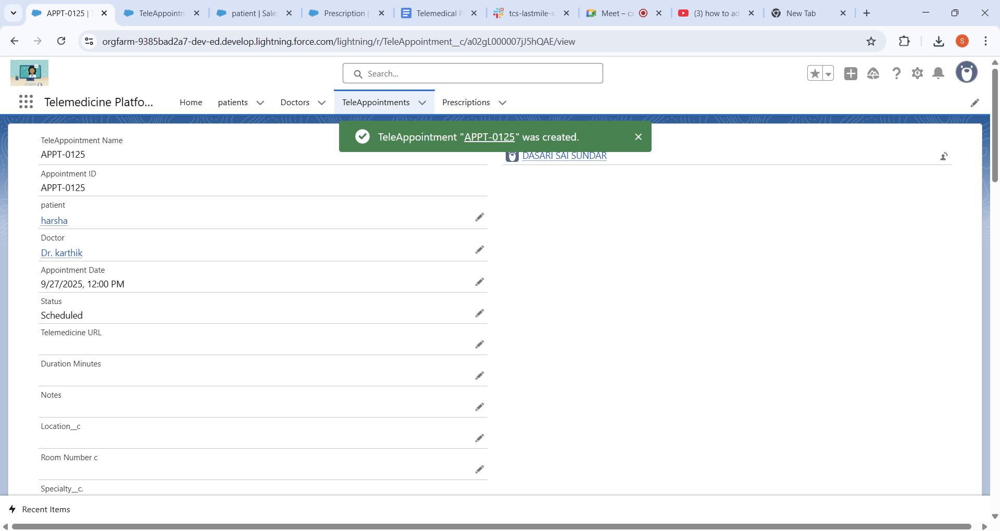 APPT-0125 | T
TeleAppointm
patient | Sales
Prescription |
Telemedical P
tcs-lastmile-s
Meet – cx
(3) how to ad
New Tab
orgfarm-9385bad2a7-dev-ed.develop.lightning.force.com/lightning/r/TeleAppointment__c/a02gL000007jJ5hQAE/view
S
Search...
Telemedicine Platfo...
Home
patients
Doctors
TeleAppointments
Prescriptions
TeleAppointment "APPT-0125" was created.
TeleAppointment Name
APPT-0125
DASARI SAI SUNDAR
Appointment ID
APPT-0125
patient
harsha
Doctor
Dr. karthik
Appointment Date
9/27/2025, 12:00 PM
Status
Scheduled
Telemedicine URL
Duration Minutes
Notes
Location__c
Room Number c
Specialty__c.
Recent Items